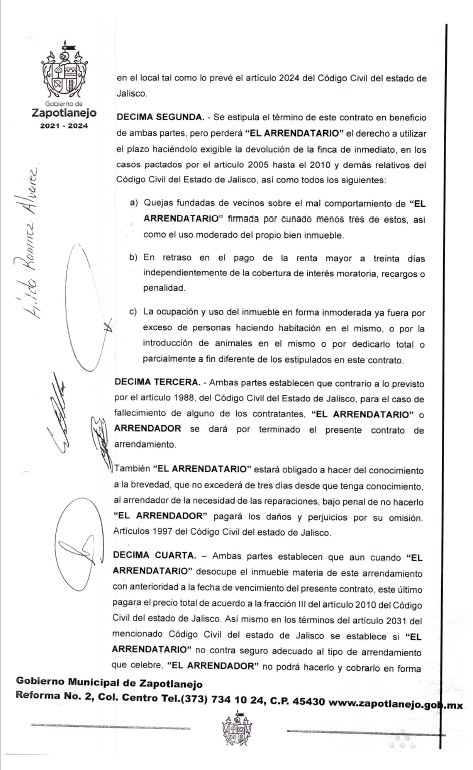 Gobierno de
Zapotlanejo
2021 - 2024
Hilda Ramirez Alvarez
en el local tal como lo prevé el artículo 2024 del Código Civil del estado de
Jalisco.
DECIMA SEGUNDA. - Se estipula el término de este contrato en beneficio
de ambas partes, pero perderá “EL ARRENDATARIO” el derecho a utilizar
el plazo haciéndolo exigible la devolución de la finca de inmediato, en los
casos pactados por el artículo 2005 hasta el 2010 y demás relativos del
Código Civil del Estado de Jalisco, así como todos los siguientes:
a) Quejas fundadas de vecinos sobre el mal comportamiento de “EL
ARRENDATARIO” firmada por cunado menos tres de estos, así
como el uso moderado del propio bien inmueble.
b) En retraso en el pago de la renta mayor a treinta días
independientemente de la cobertura de interés moratoria, recargos o
penalidad.
c) La ocupación y uso del inmueble en forma inmoderada ya fuera por
exceso de personas haciendo habitación en el mismo, o por la
introducción de animales en el mismo o por dedicarlo total o
parcialmente a fin diferente de los estipulados en este contrato.
DECIMA TERCERA. - Ambas partes establecen que contrario a lo previsto
por el artículo 1988, del Código Civil del Estado de Jalisco, para el caso de
fallecimiento de alguno de los contratantes, “EL ARRENDATARIO” o
ARRENDADOR se dará por terminado el presente contrato de
arrendamiento.
También “EL ARRENDATARIO” estará obligado a hacer del conocimiento
a la brevedad, que no excederá de tres días desde que tenga conocimiento,
al arrendador de la necesidad de las reparaciones, bajo penal de no hacerlo
“EL ARRENDADOR” pagará los daños y perjuicios por su omisión.
Artículos 1997 del Código Civil del estado de Jalisco.
DECIMA CUARTA. – Ambas partes establecen que aun cuando “EL
ARRENDATARIO” desocupe el inmueble materia de este arrendamiento
con anterioridad a la fecha de vencimiento del presente contrato, este último
pagara el precio total de acuerdo a la fracción III del artículo 2010 del Código
Civil del estado de Jalisco. Así mismo en los términos del artículo 2031 del
mencionado Código Civil del estado de Jalisco se establece si “EL
ARRENDATARIO” no contra seguro adecuado al tipo de arrendamiento
que celebre, “EL ARRENDADOR” no podrá hacerlo y cobrarlo en forma
Gobierno Municipal de Zapotlanejo
Reforma No. 2, Col. Centro Tel.(373) 734 10 24, C.P. 45430 www.zapotlanejo.gob.mx